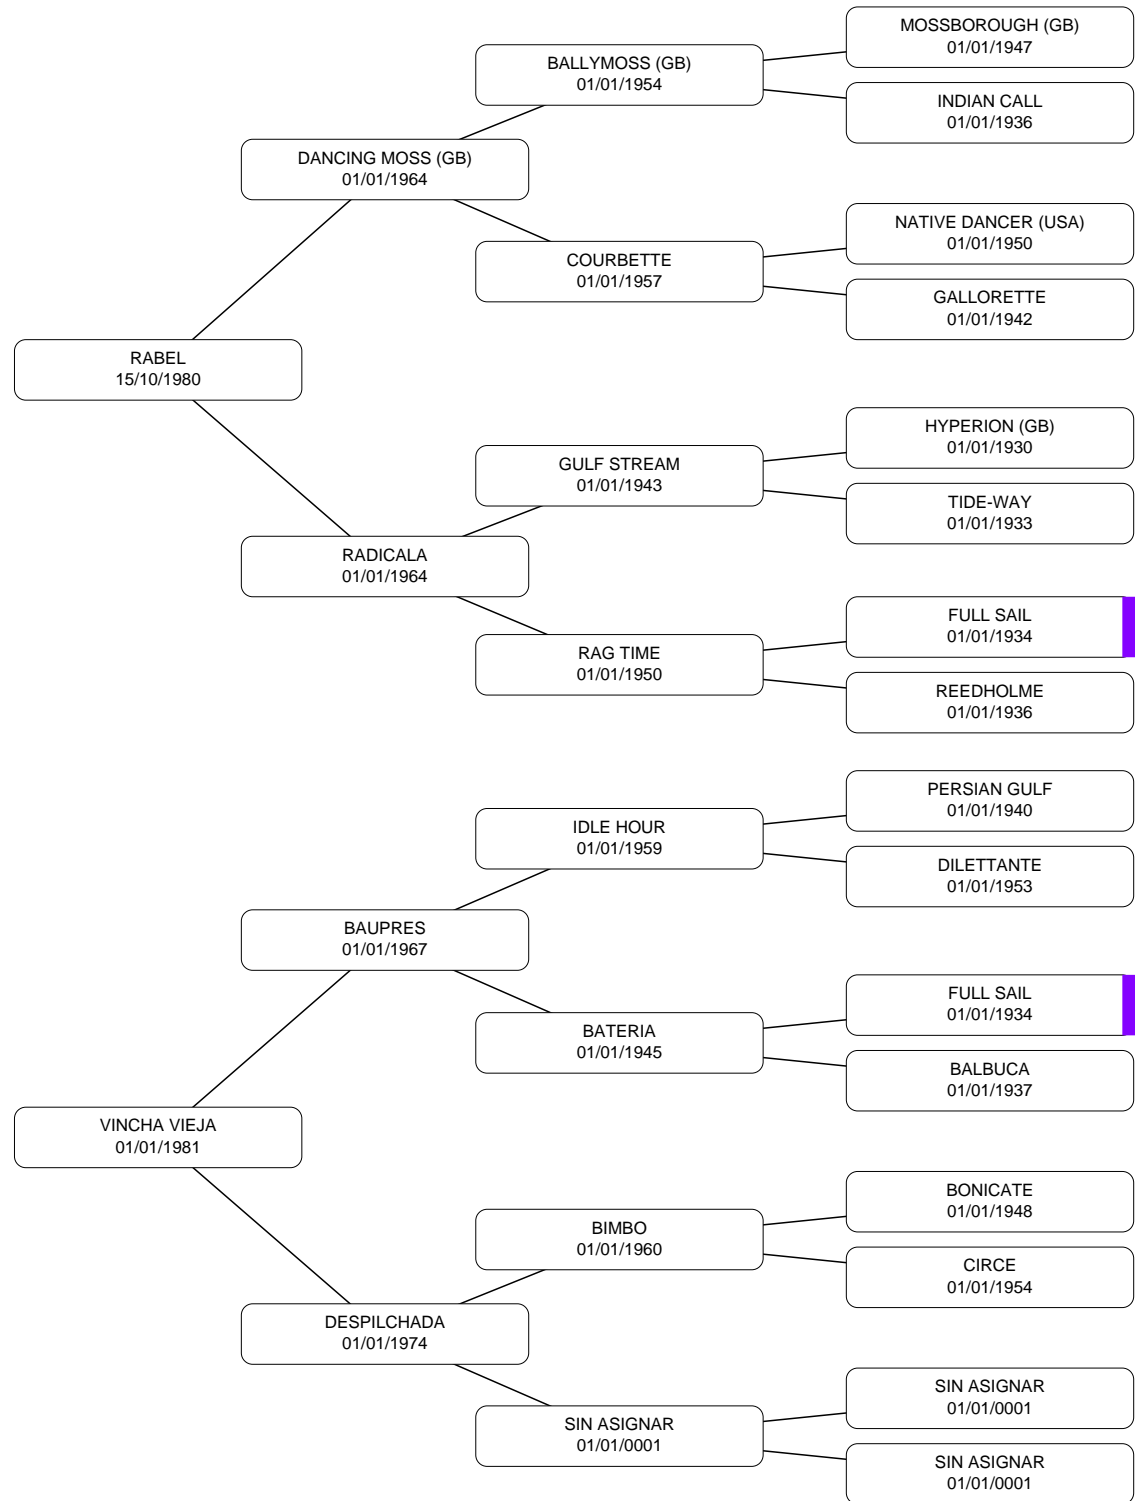 MOSSBOROUGH (GB)
01/01/1947
BALLYMOSS (GB)
01/01/1954
INDIAN CALL
01/01/1936
DANCING MOSS (GB)
01/01/1964
NATIVE DANCER (USA)
01/01/1950
COURBETTE
01/01/1957
GALLORETTE
01/01/1942
RABEL
15/10/1980
HYPERION (GB)
01/01/1930
GULF STREAM
01/01/1943
TIDE-WAY
01/01/1933
RADICALA
01/01/1964
FULL SAIL
01/01/1934
RAG TIME
01/01/1950
REEDHOLME
01/01/1936
PERSIAN GULF
01/01/1940
IDLE HOUR
01/01/1959
DILETTANTE
01/01/1953
BAUPRES
01/01/1967
FULL SAIL
01/01/1934
BATERIA
01/01/1945
BALBUCA
01/01/1937
VINCHA VIEJA
01/01/1981
BONICATE
01/01/1948
BIMBO
01/01/1960
CIRCE
01/01/1954
DESPILCHADA
01/01/1974
SIN ASIGNAR
01/01/0001
SIN ASIGNAR
01/01/0001
SIN ASIGNAR
01/01/0001